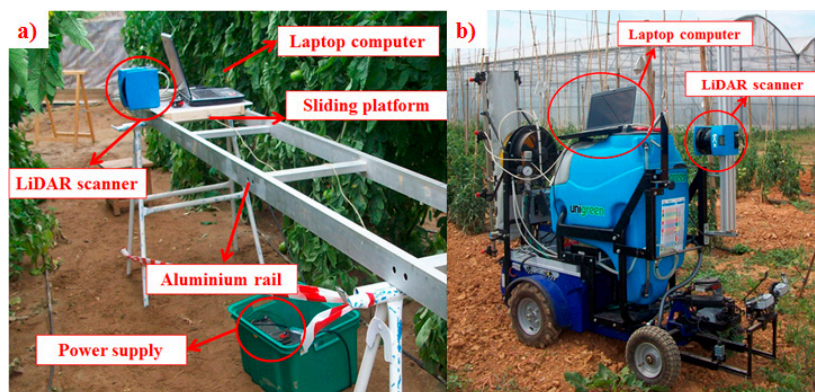 a)
Laptop computer
Sliding platform
LiDAR scanner
Aluminium rail
Power supply
b)
Laptop
computer
LiDAR scanner
unigreen